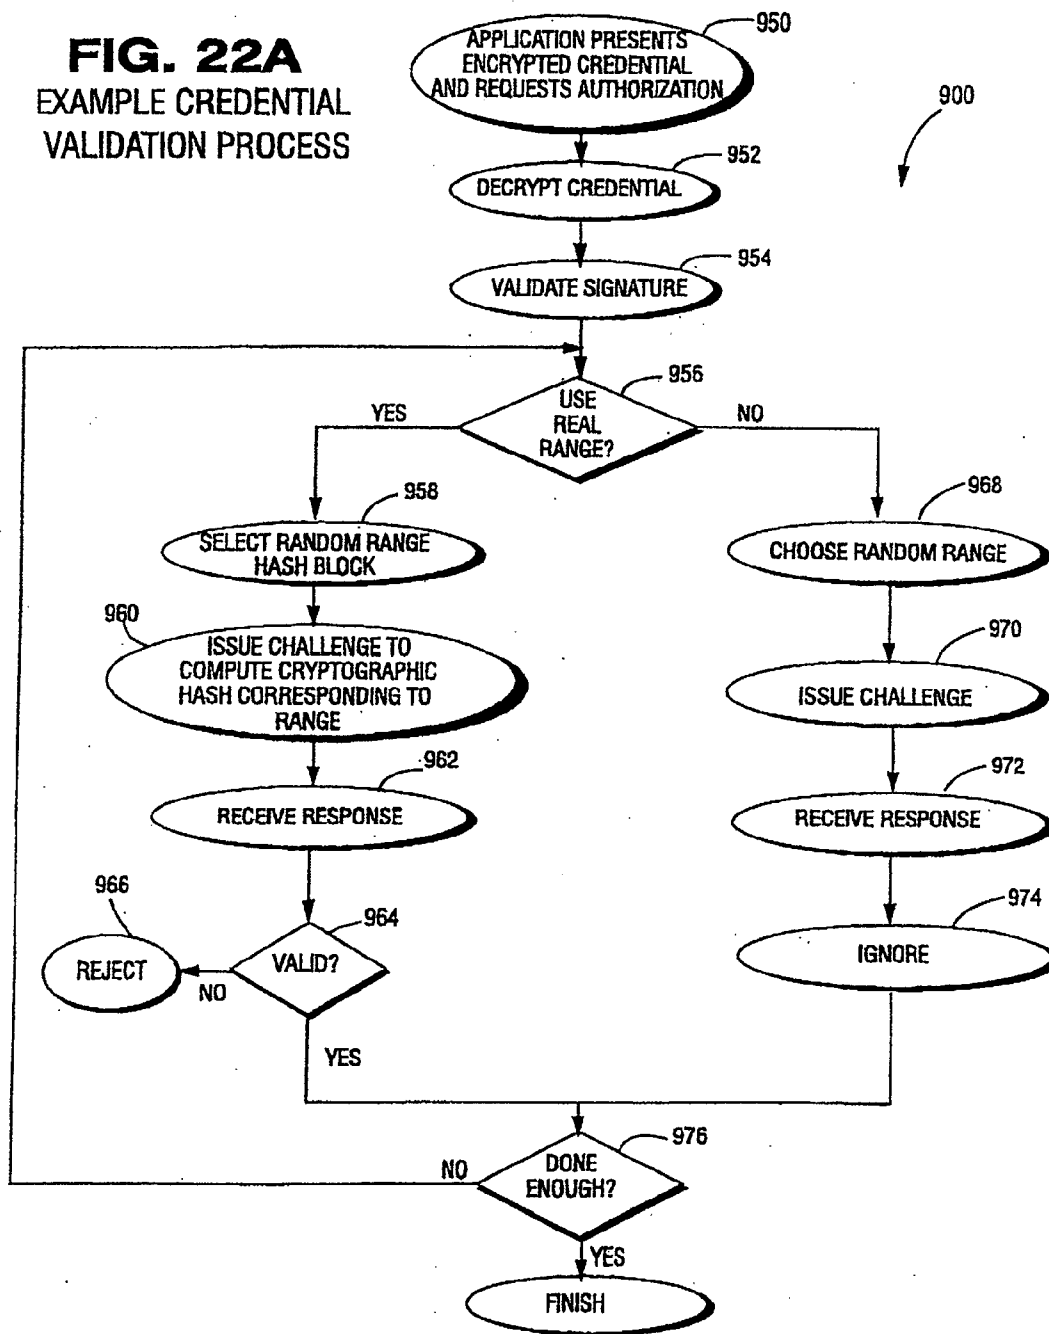 FIG. 22A
EXAMPLE CREDENTIAL
VALIDATION PROCESS
950
APPLICATION PRESENTS
ENCRYPTED CREDENTIAL
AND REQUESTS AUTHORIZATION
900
952
DECRYPT CREDENTIAL
954
VALIDATE SIGNATURE
956
USE
REAL
RANGE?
YES
NO
958
SELECT RANDOM RANGE
HASH BLOCK
968
CHOOSE RANDOM RANGE
960
ISSUE CHALLENGE TO
COMPUTE CRYPTOGRAPHIC
HASH CORRESPONDING TO
RANGE
970
ISSUE CHALLENGE
962
RECEIVE RESPONSE
972
RECEIVE RESPONSE
966
REJECT
964
VALID?
NO
YES
974
IGNORE
976
DONE
ENOUGH?
NO
YES
FINISH